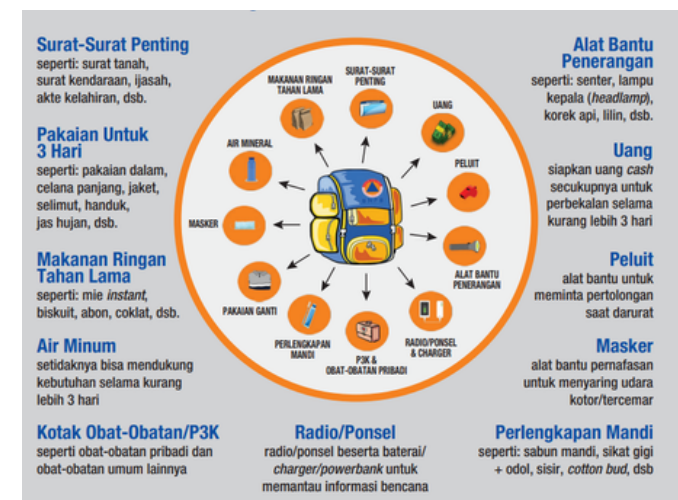 Surat-Surat Penting
seperti: surat tanah,
surat kendaraan, ijasah,
akte kelahiran, dsb.
Pakaian Untuk
3 Hari
seperti: pakaian dalam,
celana panjang, jaket,
selimut, handuk,
jas hujan, dsb.
Makanan Ringan
Tahan Lama
seperti: mie instant,
biskuit, abon, coklat, dsb.
Air Minum
setidaknya bisa mendukung
kebutuhan selama kurang
lebih 3 hari
Kotak Obat-Obatan/P3K
seperti obat-obatan pribadi dan
obat-obatan umum lainnya
MAKANAN RINGAN
TAHAN LAMA
SURAT-SURAT
PENTING
UANG
AIR MINERAL
PELUIT
MASKER
ALAT BANTU
PENERANGAN
PAKAIAN GANTI
PERLENGKAPAN
MANDI
P3K &
OBAT-OBATAN PRIBADI
RADIO/PONSEL
& CHARGER
Radio/Ponsel
radio/ponsel beserta baterai/
charger/powerbank untuk
memantau informasi bencana
Alat Bantu
Penerangan
seperti: senter, lampu
kepala (headlamp),
korek api, lilin, dsb.
Uang
siapkan uang cash
secukupnya untuk
perbekalan selama
kurang lebih 3 hari
Peluit
alat bantu untuk
meminta pertolongan
saat darurat
Masker
alat bantu pernafasan
untuk menyaring udara
kotor/tercemar
Perlengkapan Mandi
seperti: sabun mandi, sikat gigi
+ odol, sisir, cotton bud, dsb